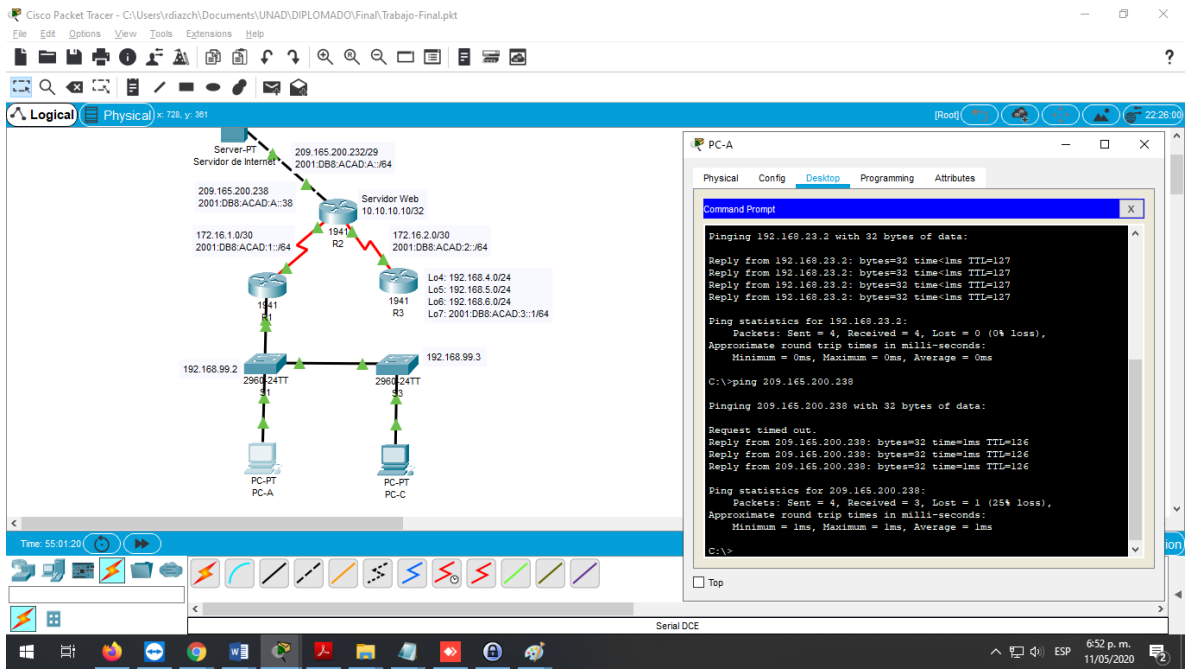 Cisco Packet Tracer - C:\Users\rdiazch\Documents\UNAD\DIPLOMADO\Final\Trabajo-Final.pkt
File Edit Options View Tools Extensions Help
?
Logical Physical x: 728, y: 361 [Root] 22:26:00
Server-PT
Servidor de Internet
209.165.200.232/29
2001:DB8:ACAD:A::/64
209.165.200.238
2001:DB8:ACAD:A::38
Servidor Web
10.10.10.10/32
1941
R2
172.16.1.0/30
2001:DB8:ACAD:1::/64
172.16.2.0/30
2001:DB8:ACAD:2::/64
1941
R1
1941
R3
Lo4: 192.168.4.0/24
Lo5: 192.168.5.0/24
Lo6: 192.168.6.0/24
Lo7: 2001:DB8:ACAD:3::1/64
192.168.99.2
2960-24TT
S1
192.168.99.3
2960-24TT
S3
PC-PT
PC-A
PC-PT
PC-C
PC-A
Physical Config Desktop Programming Attributes
Command Prompt X
Pinging 192.168.23.2 with 32 bytes of data:
Reply from 192.168.23.2: bytes=32 time<1ms TTL=127
Reply from 192.168.23.2: bytes=32 time<1ms TTL=127
Reply from 192.168.23.2: bytes=32 time<1ms TTL=127
Reply from 192.168.23.2: bytes=32 time<1ms TTL=127
Ping statistics for 192.168.23.2:
Packets: Sent = 4, Received = 4, Lost = 0 (0% loss),
Approximate round trip times in milli-seconds:
Minimum = 0ms, Maximum = 0ms, Average = 0ms
C:\>ping 209.165.200.238
Pinging 209.165.200.238 with 32 bytes of data:
Request timed out.
Reply from 209.165.200.238: bytes=32 time=1ms TTL=126
Reply from 209.165.200.238: bytes=32 time=1ms TTL=126
Reply from 209.165.200.238: bytes=32 time=1ms TTL=126
Ping statistics for 209.165.200.238:
Packets: Sent = 4, Received = 3, Lost = 1 (25% loss),
Approximate round trip times in milli-seconds:
Minimum = 1ms, Maximum = 1ms, Average = 1ms
C:\>
Top
Time: 55:01:20
ion
Serial DCE
ESP
6:52 p. m.
11/05/2020
2